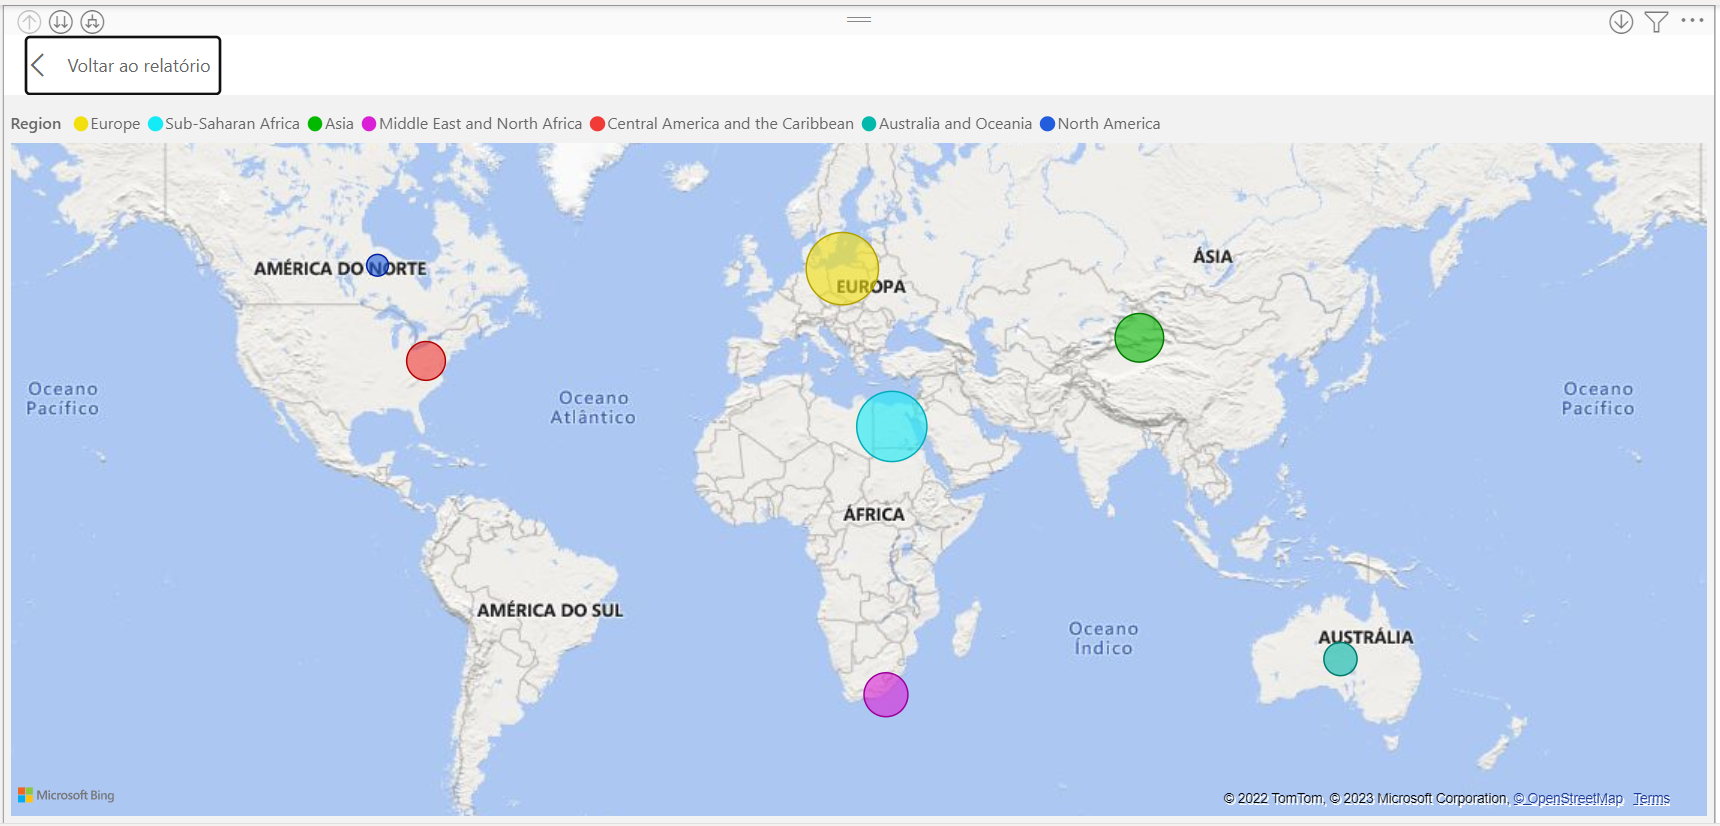 Voltar ao relatório
Region Europe Sub-Saharan Africa Asia Middle East and North Africa Central America and the Caribbean Australia and Oceania North America
AMÉRICA DO NORTE
ÁSIA
EUROPA
Oceano
Pacífico
Oceano
Atlântico
Oceano
Pacífico
ÁFRICA
AMÉRICA DO SUL
Oceano
Índico
AUSTRÁLIA
Microsoft Bing
© 2022 TomTom, © 2023 Microsoft Corporation, © OpenStreetMap Terms